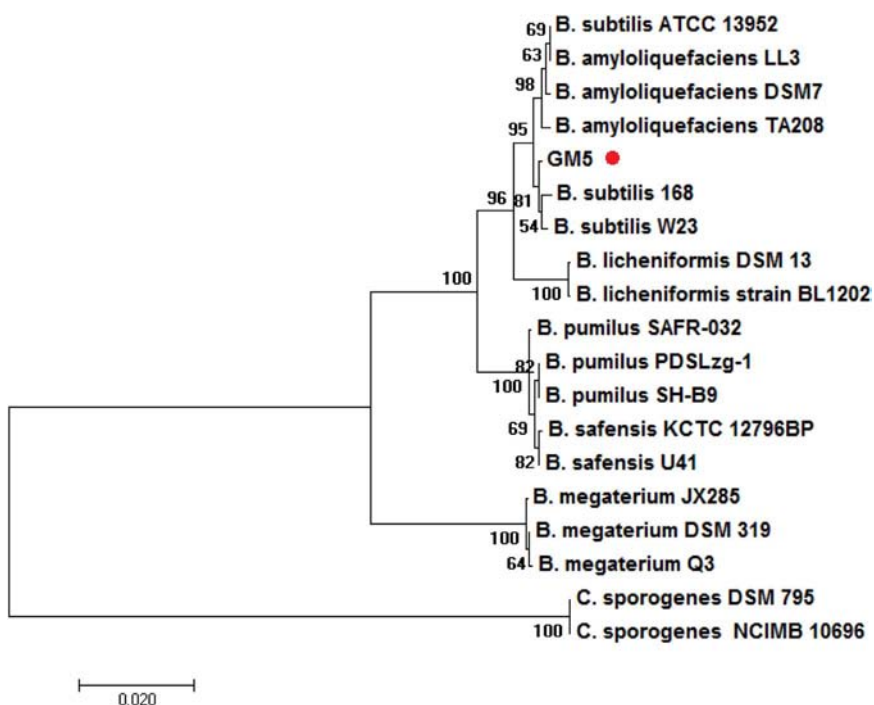 69
B. subtilis ATCC 13952
63
B. amyloliquefaciens LL3
98
B. amyloliquefaciens DSM7
95
B. amyloliquefaciens TA208
GM5
96
81
B. subtilis 168
54
B. subtilis W23
B. licheniformis DSM 13
100
100
B. licheniformis strain BL1202
B. pumilus SAFR-032
82
B. pumilus PDSLzg-1
100
B. pumilus SH-B9
69
B. safensis KCTC 12796BP
82
B. safensis U41
B. megaterium JX285
100
B. megaterium DSM 319
64
B. megaterium Q3
C. sporogenes DSM 795
100
C. sporogenes NCIMB 10696
0.020